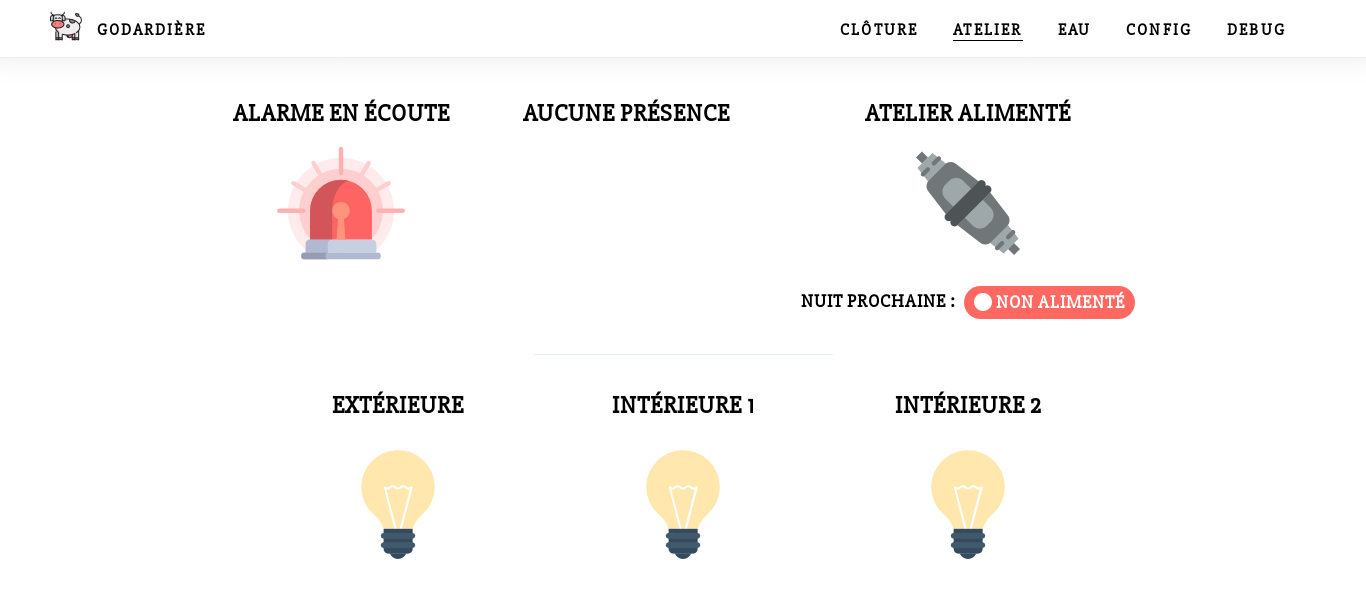 GODARDIÈRE
CLÔTURE ATELIER EAU CONFIG DEBUG
ALARME EN ÉCOUTE
AUCUNE PRÉSENCE
ATELIER ALIMENTÉ
NUIT PROCHAINE : NON ALIMENTÉ
EXTÉRIEURE
INTÉRIEURE 1
INTÉRIEURE 2